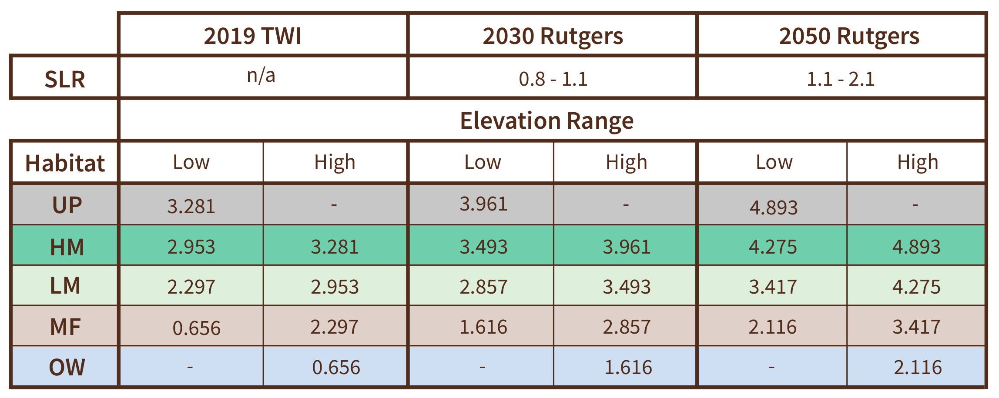 2019 TWI 2030 Rutgers 2050 Rutgers
SLR n/a 0.8 - 1.1 1.1 - 2.1
Elevation Range
Habitat Low High Low High Low High
UP 3.281 - 3.961 - 4.893 -
HM 2.953 3.281 3.493 3.961 4.275 4.893
LM 2.297 2.953 2.857 3.493 3.417 4.275
MF 0.656 2.297 1.616 2.857 2.116 3.417
OW - 0.656 - 1.616 - 2.116